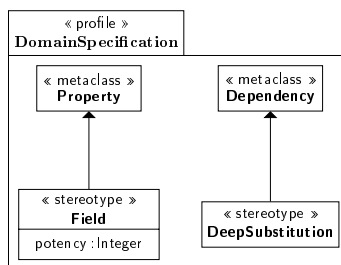 « profile »
DomainSpecification
« metaclass »
Property
« metaclass »
Dependency
« stereotype »
Field
potency : Integer
« stereotype »
DeepSubstitution